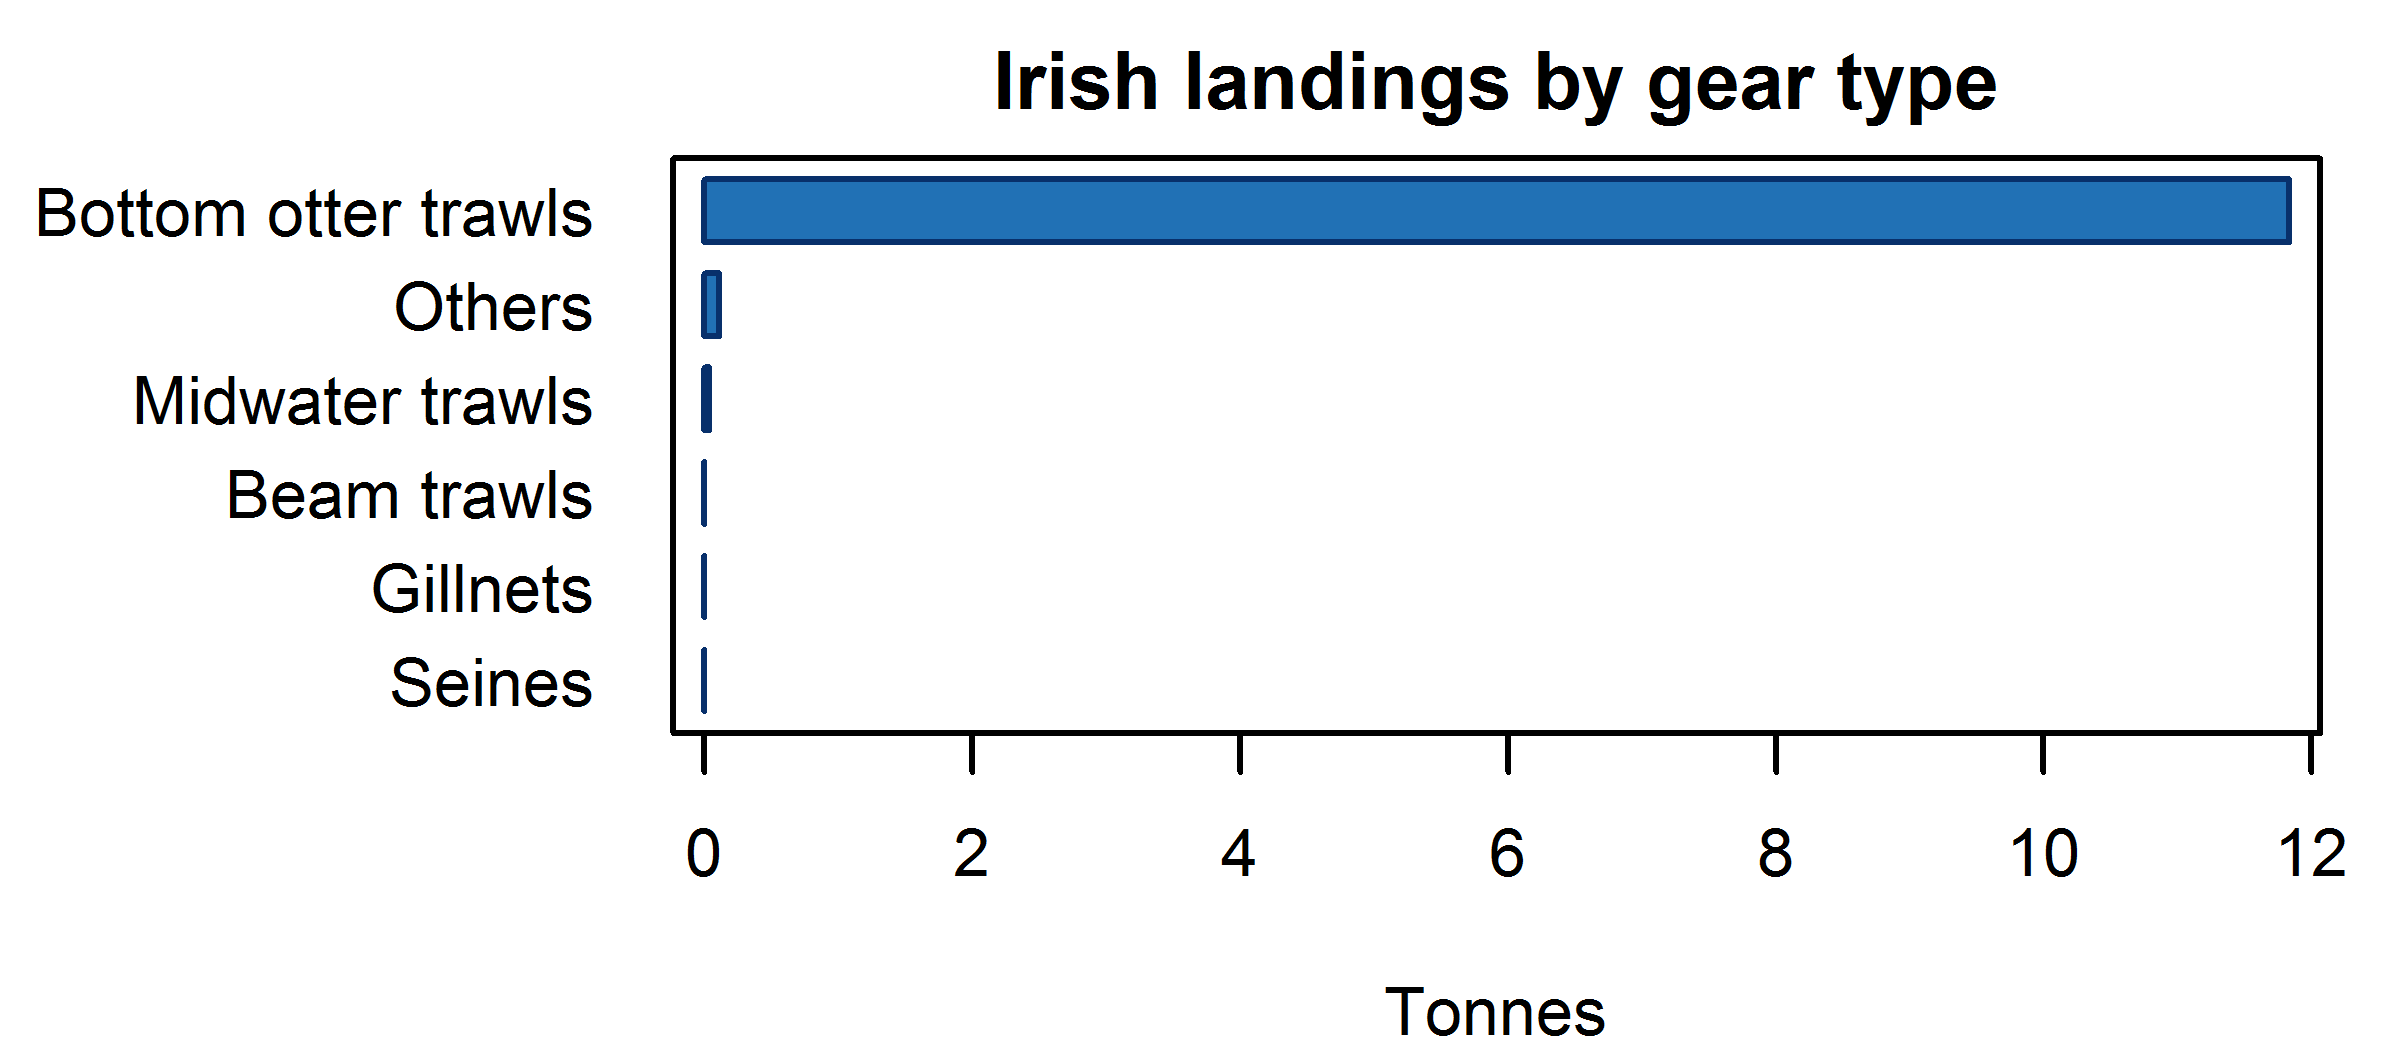 Irish landings by gear type
Bottom otter trawls
Others
Midwater trawls
Beam trawls
Gillnets
Seines
0 2 4 6 8 10 12
Tonnes